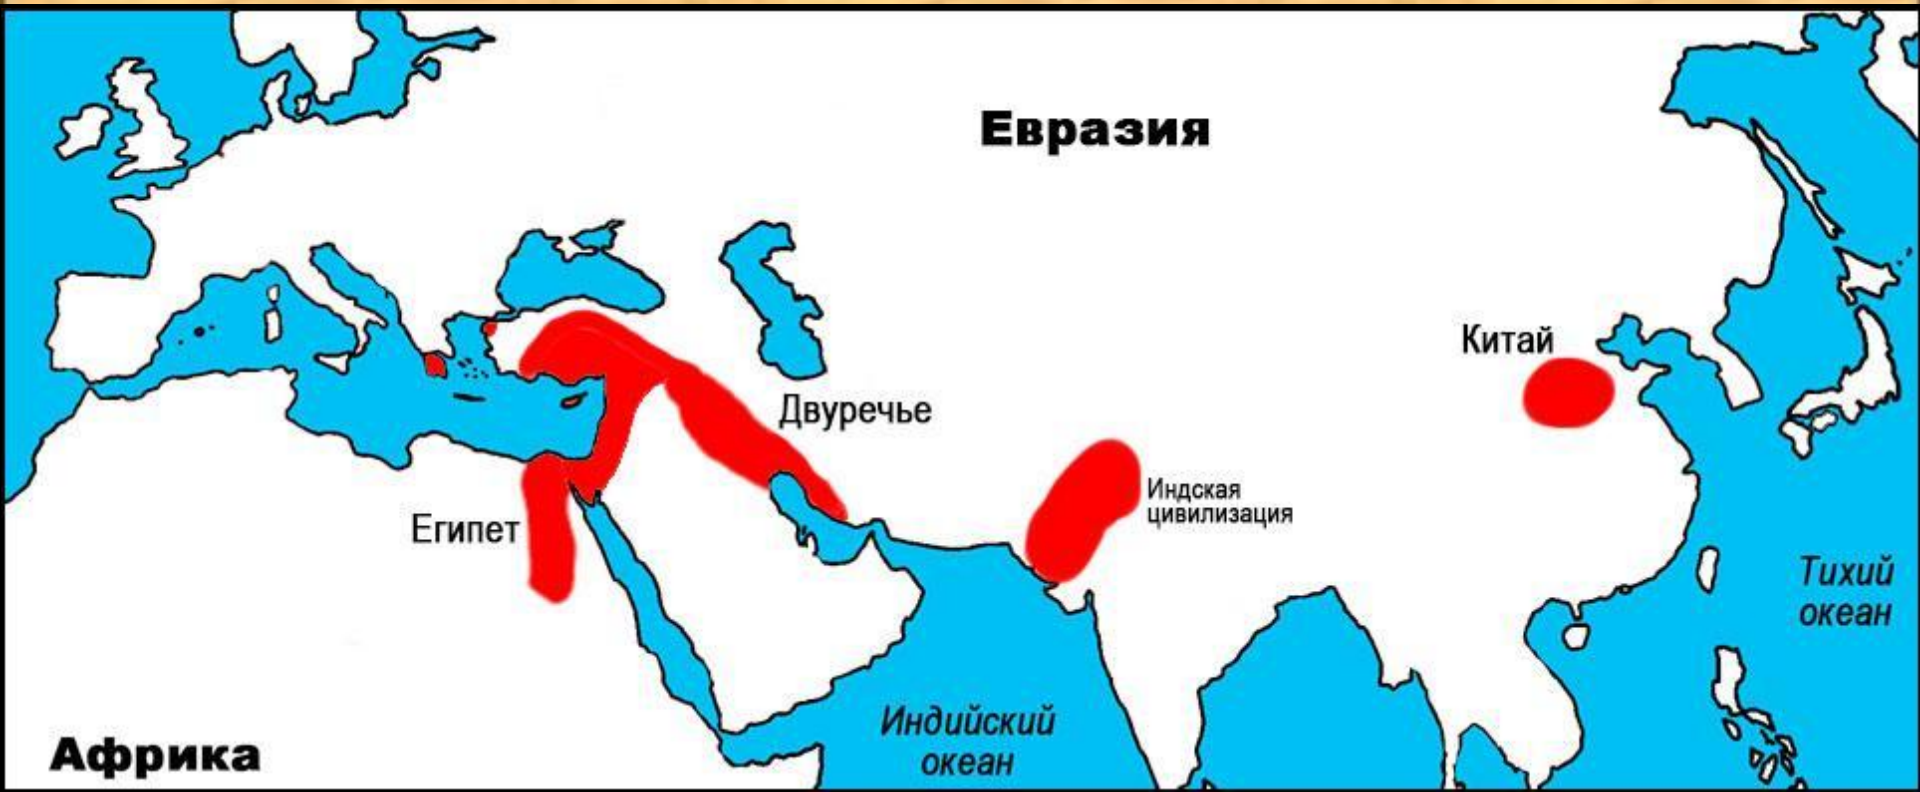 Евразия
Китай
Двуречье
Индская
цивилизация
Египет
Тихий
океан
Индийский
океан
Африка